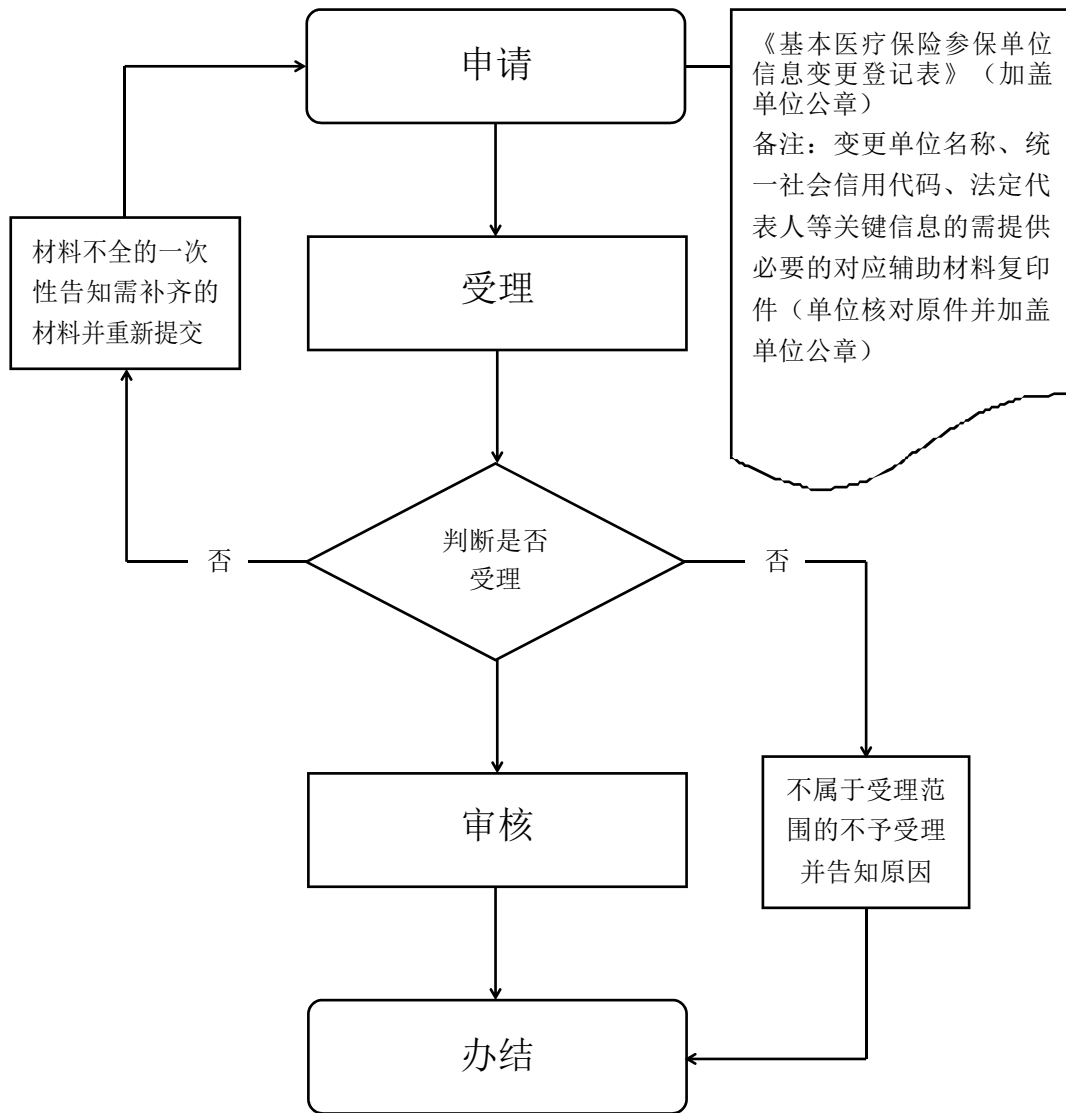 申请
《基本医疗保险参保单位
信息变更登记表》（加盖
单位公章）
备注：变更单位名称、统
一社会信用代码、法定代
表人等关键信息的需提供
必要的对应辅助材料复印
件（单位核对原件并加盖
单位公章）
材料不全的一次
性告知需补齐的
材料并重新提交
受理
判断是否
受理
否
否
审核
不属于受理范
围的不予受理
并告知原因
办结